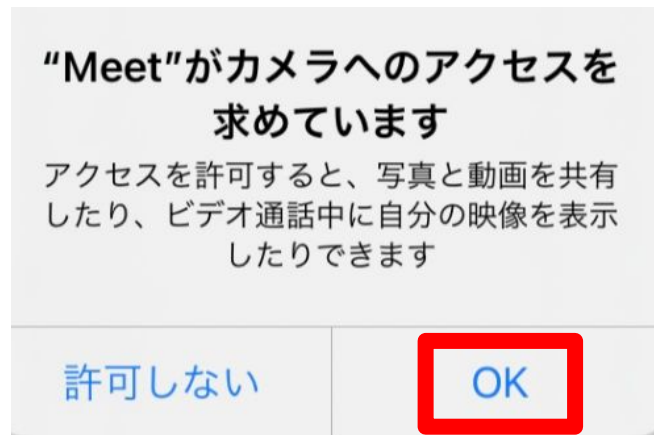 “Meet”がカメラへのアクセスを
求めています
アクセスを許可すると、写真と動画を共有
したり、ビデオ通話中に自分の映像を表示
したりできます
許可しない
OK